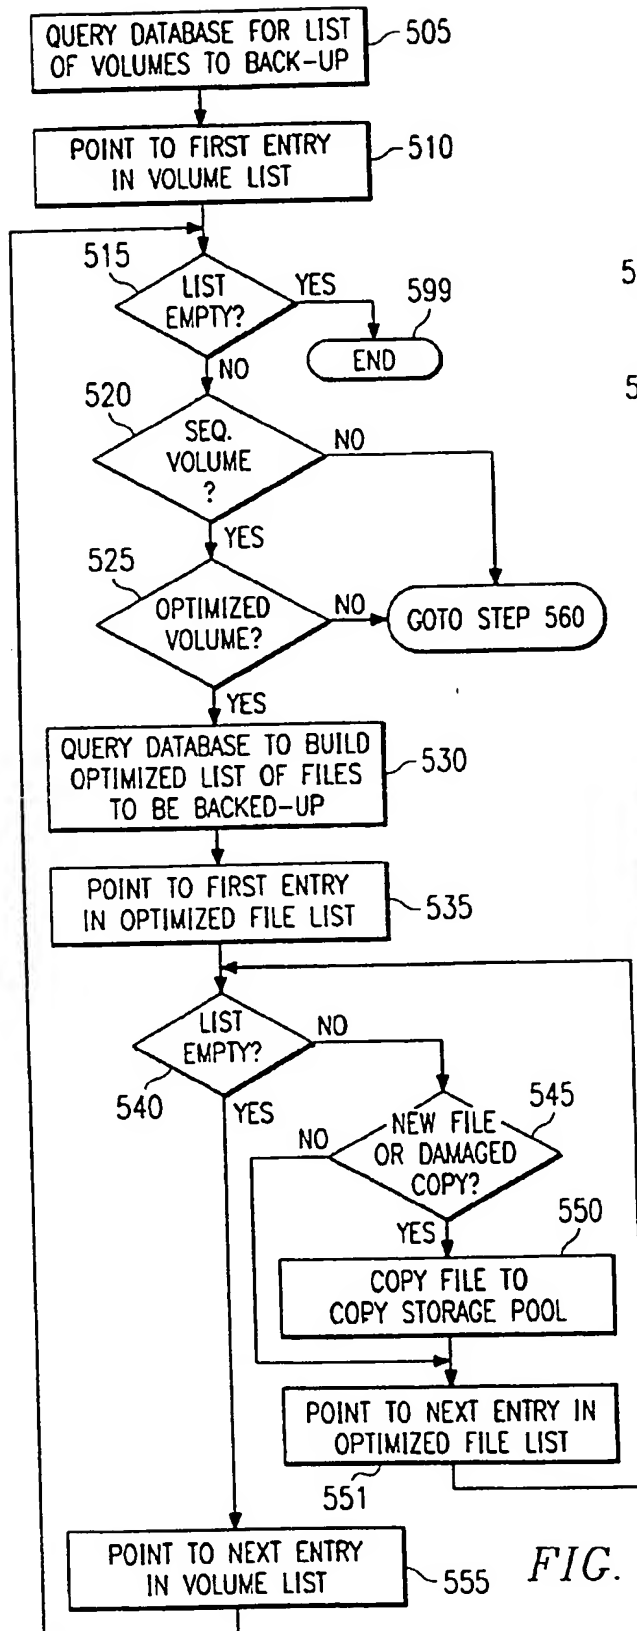 QUERY DATABASE FOR LIST
OF VOLUMES TO BACK-UP
505
POINT TO FIRST ENTRY
IN VOLUME LIST
510
515
LIST
EMPTY?
YES
599
END
NO
520
SEQ.
VOLUME
?
NO
YES
525
OPTIMIZED
VOLUME?
NO
GOTO STEP 560
YES
QUERY DATABASE TO BUILD
OPTIMIZED LIST OF FILES
TO BE BACKED-UP
530
POINT TO FIRST ENTRY
IN OPTIMIZED FILE LIST
535
LIST
EMPTY?
NO
540
YES
545
NEW FILE
OR DAMAGED
COPY?
NO
YES
550
COPY FILE TO
COPY STORAGE POOL
POINT TO NEXT ENTRY IN
OPTIMIZED FILE LIST
551
POINT TO NEXT ENTRY
IN VOLUME LIST
555
FIG.
5
5